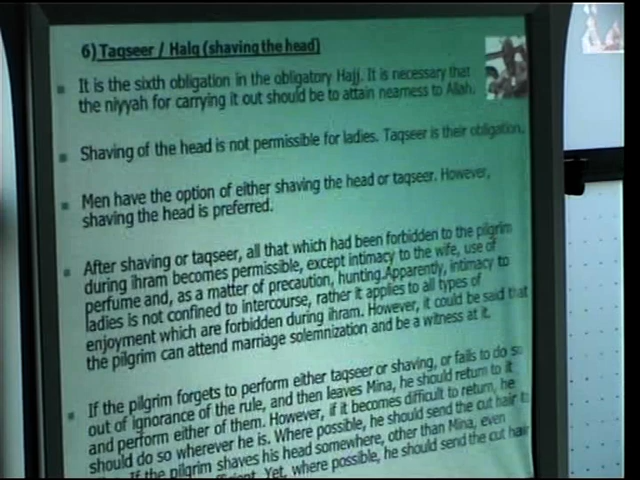 6) Taqseer / Halq (shaving the head)
It is the sixth obligation in the obligatory Hajj. It is necessary that
the niyyah for carrying it out should be to attain nearness to Allah.
Shaving of the head is not permissible for ladies. Taqseer is their obligation.
Men have the option of either shaving the head or taqseer. However,
shaving the head is preferred.
After shaving or taqseer, all that which had been forbidden to the pilgrim
during ihram becomes permissible, except intimacy to the wife, use of
perfume and, as a matter of precaution, hunting.Apparently, intimacy to
ladies is not confined to intercourse, rather it applies to all types of
enjoyment which are forbidden during ihram. However, it could be said that
the pilgrim can attend marriage solemnization and be a witness at it.
If the pilgrim forgets to perform either taqseer or shaving, or fails to do so
out of ignorance of the rule, and then leaves Mina, he should return to it
and perform either of them. However, if it becomes difficult to return, he
should do so wherever he is. Where possible, he should send the cut hair
If the pilgrim shaves his head somewhere, other than Mina, even
Yet, where possible, he should send the cut hair